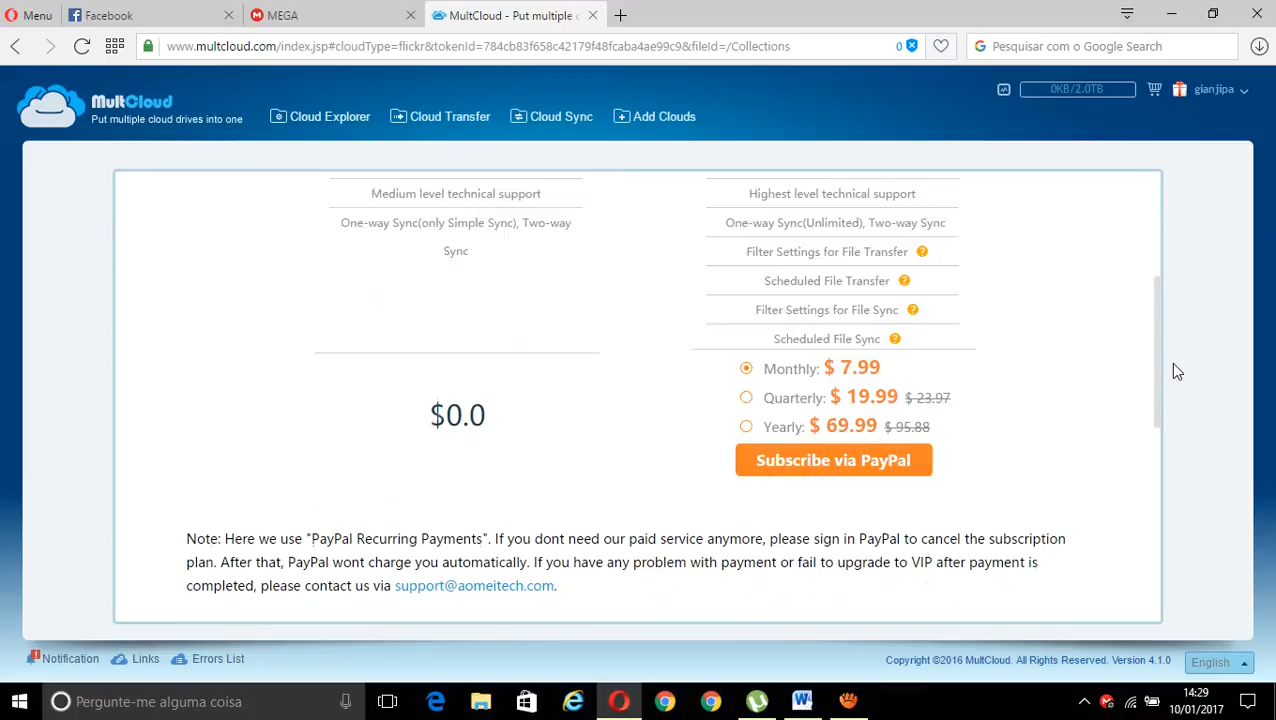 Menu
Facebook
MEGA
MultCloud - Put multiple c
www.multcloud.com/index.jsp#cloudType=flickr&tokenId=784cb83f658c42179f48fcaba4ae99c9&fileId=/Collections
0
Pesquisar com o Google Search
MultCloud
Put multiple cloud drives into one
Cloud Explorer
Cloud Transfer
Cloud Sync
Add Clouds
0KB/2.0TB
gianjipa
Medium level technical support
One-way Sync(only Simple Sync), Two-way
Sync
$0.0
Highest level technical support
One-way Sync(Unlimited), Two-way Sync
Filter Settings for File Transfer ?
Scheduled File Transfer ?
Filter Settings for File Sync ?
Scheduled File Sync ?
Monthly: $ 7.99
Quarterly: $ 19.99 $ 23.97
Yearly: $ 69.99 $ 95.88
Subscribe via PayPal
Note: Here we use "PayPal Recurring Payments". If you dont need our paid service anymore, please sign in PayPal to cancel the subscription
plan. After that, PayPal wont charge you automatically. If you have any problem with payment or fail to upgrade to VIP after payment is
completed, please contact us via support@aomeitech.com.
Notification
Links
Errors List
Copyright ©2016 MultCloud. All Rights Reserved. Version 4.1.0
English
Pergunte-me alguma coisa
14:29
10/01/2017